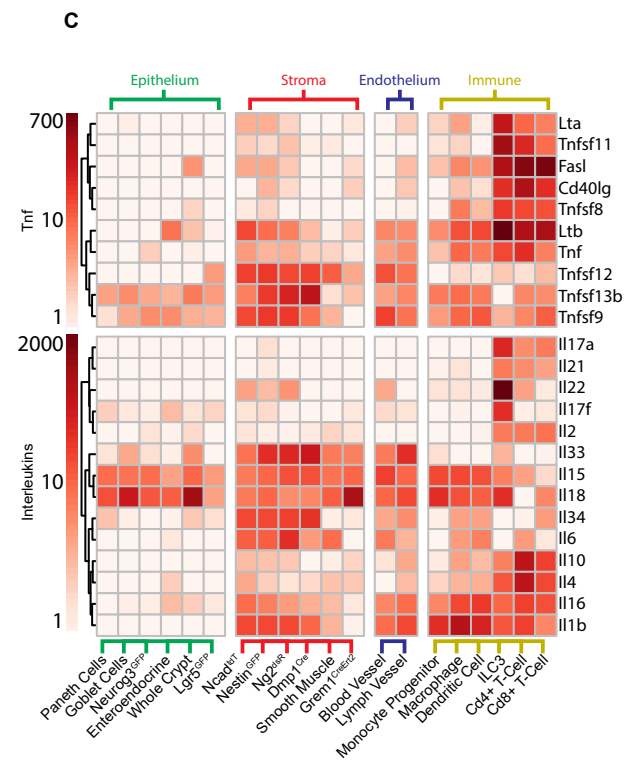 C
Epithelium
Stroma
Endothelium
Immune
700
10
1
Tnf
Lta
Tnfsf11
Fasl
Cd40lg
Tnfsf8
Ltb
Tnf
Tnfsf12
Tnfsf13b
Tnfsf9
2000
10
1
Interleukins
Il17a
Il21
Il22
Il17f
Il2
Il33
Il15
Il18
Il34
Il6
Il10
Il4
Il16
Il1b
Paneth Cells
Goblet Cells
Neurog3GFP
Enteroendocrine
Whole Crypt
Lgr5GFP
NcadtdT
NestinGFP
Ng2dsR
Dmp1Cre
Smooth Muscle
Grem1CreErt2
Blood Vessel
Lymph Vessel
Monocyte Progenitor
Macrophage
Dendritic Cell
ILC3
Cd4+ T-Cell
Cd8+ T-Cell